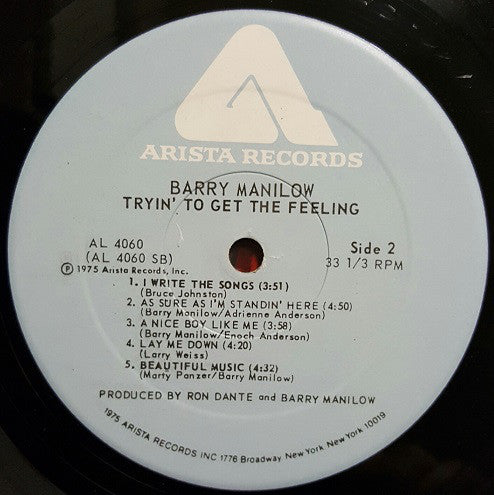 ARISTA RECORDS
BARRY MANILOW
TRYIN' TO GET THE FEELING
AL 4060
(AL 4060 SB)
℗ 1975 Arista Records, Inc.
Side 2
33 1/3 RPM
1. I WRITE THE SONGS (3:51)
(Bruce Johnston)
2. AS SURE AS I'M STANDIN' HERE (4:50)
(Barry Manilow/Adrienne Anderson)
3. A NICE BOY LIKE ME (3:58)
(Barry Manilow/Enoch Anderson)
4. LAY ME DOWN (4:20)
(Larry Weiss)
5. BEAUTIFUL MUSIC (4:32)
(Marty Panzer/Barry Manilow)
PRODUCED BY RON DANTE and BARRY MANILOW
1975 ARISTA RECORDS INC 1776 Broadway, New York, New York 10019